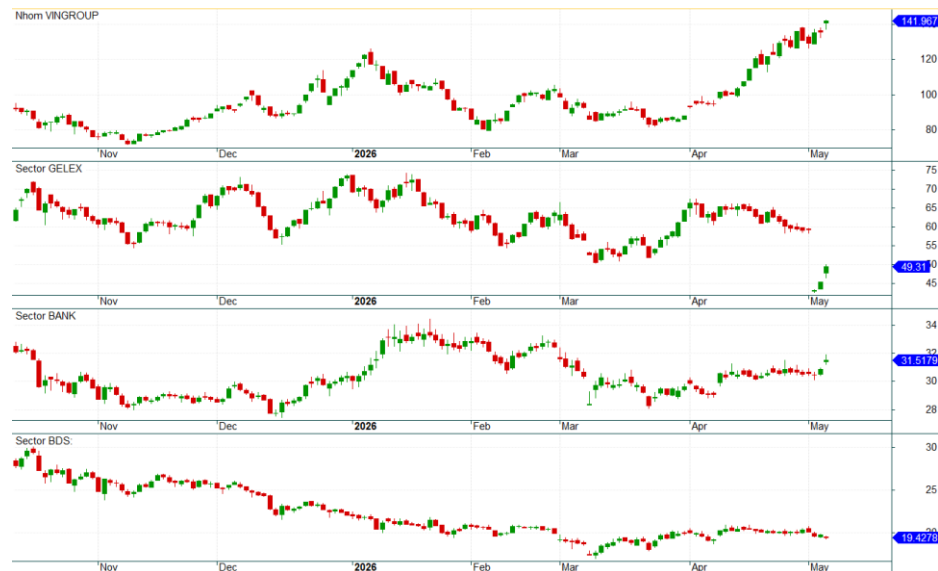 Nhom VINGROUP
141.967
120
100
80
Nov Dec 2026 Feb Mar Apr May
Sector GELEX
75
70
65
60
55
50
49.31
45
Nov Dec 2026 Feb Mar Apr May
Sector BANK
34
32
31.5179
30
28
Nov Dec 2026 Feb Mar Apr May
Sector BDS:
30
25
20
19.4278
Nov Dec 2026 Feb Mar Apr May